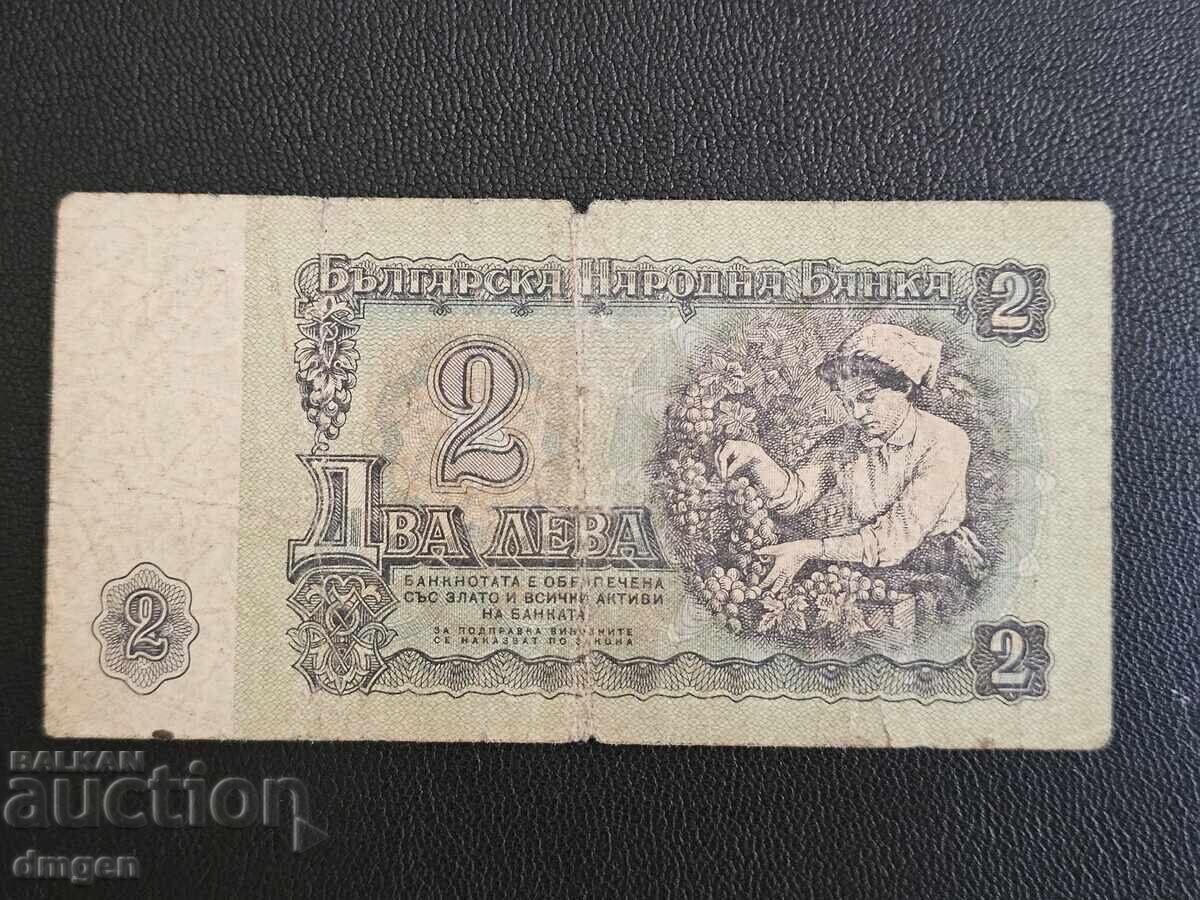 Българска Народна Банка
2
2
Два лева
БАНКНОТАТА Е ОБЕЗПЕЧЕНА
СЪС ЗЛАТО И ВСИЧКИ АКТИВИ
НА БАНКАТА
ЗА ПОДПРАВКА ВИНОВНИТЕ
СЕ НАКАЗВАТ ПО ЗАКОНА
2
2
BALKAN
auction
dmgen